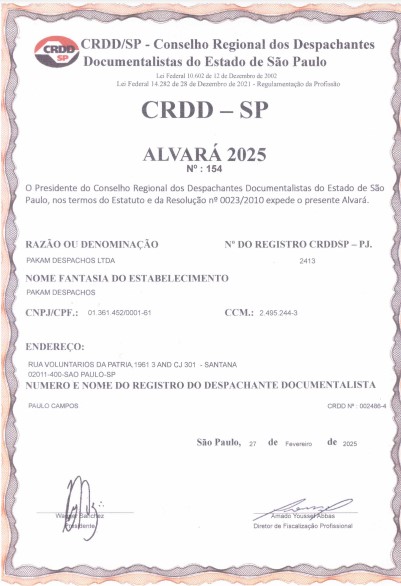 CRDD
SP
CRDD/SP - Conselho Regional dos Despachantes
Documentalistas do Estado de São Paulo
Lei Federal 10.602 de 12 de Dezembro de 2002
Lei Federal 14.282 de 28 de Dezembro de 2021 - Regulamentação da Profissão
CRDD – SP
ALVARÁ 2025
Nº : 154
O Presidente do Conselho Regional dos Despachantes Documentalistas do Estado de São
Paulo, nos termos do Estatuto e da Resolução nº 0023/2010 expede o presente Alvará.
RAZÃO OU DENOMINAÇÃO Nº DO REGISTRO CRDDSP – PJ.
PAKAM DESPACHOS LTDA 2413
NOME FANTASIA DO ESTABELECIMENTO
PAKAM DESPACHOS
CNPJ/CPF.: 01.361.452/0001-61 CCM.: 2.495.244-3
ENDEREÇO:
RUA VOLUNTARIOS DA PATRIA,1961 3 AND CJ 301 - SANTANA
02011-400-SAO PAULO-SP
NUMERO E NOME DO REGISTRO DO DESPACHANTE DOCUMENTALISTA
PAULO CAMPOS CRDD Nº : 002486-4
São Paulo, 27 de Fevereiro de 2025
Wagner Sanchez Amado Youssef Abbas
Presidente Diretor de Fiscalização Profissional